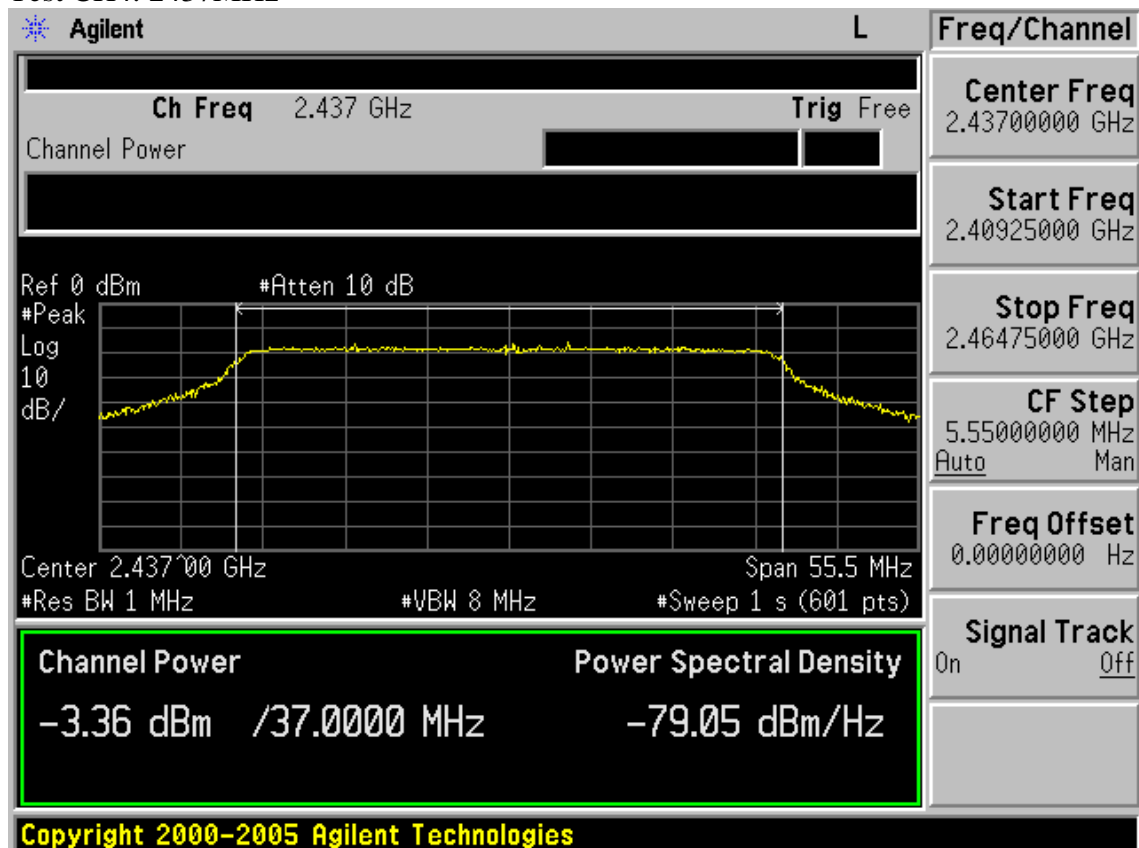 Agilent L Freq/Channel
Ch Freq 2.437 GHz Trig Free
Channel Power
Center Freq
2.43700000 GHz
Start Freq
2.40925000 GHz
Stop Freq
2.46475000 GHz
CF Step
5.55000000 MHz
Auto Man
Freq Offset
0.00000000 Hz
Signal Track
On Off
Ref 0 dBm #Atten 10 dB
#Peak
Log
10
dB/
Center 2.437^00 GHz Span 55.5 MHz
#Res BW 1 MHz #VBW 8 MHz #Sweep 1 s (601 pts)
Channel Power Power Spectral Density
-3.36 dBm /37.0000 MHz -79.05 dBm/Hz
Copyright 2000-2005 Agilent Technologies